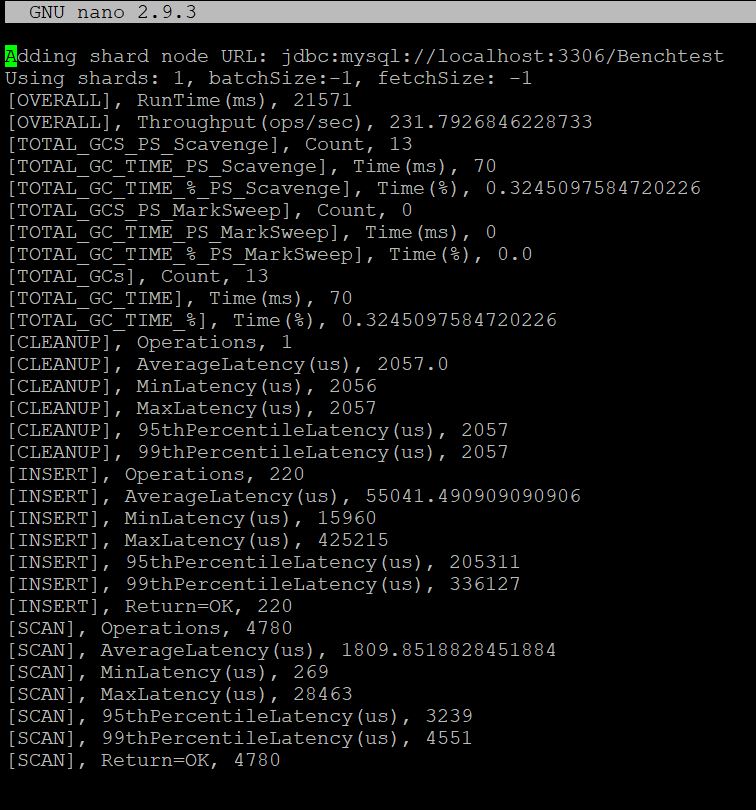 GNU nano 2.9.3
Adding shard node URL: jdbc:mysql://localhost:3306/Benchtest
Using shards: 1, batchSize:-1, fetchSize: -1
[OVERALL], RunTime(ms), 21571
[OVERALL], Throughput(ops/sec), 231.7926846228733
[TOTAL_GCS_PS_Scavenge], Count, 13
[TOTAL_GC_TIME_PS_Scavenge], Time(ms), 70
[TOTAL_GC_TIME_%_PS_Scavenge], Time(%), 0.3245097584720226
[TOTAL_GCS_PS_MarkSweep], Count, 0
[TOTAL_GC_TIME_PS_MarkSweep], Time(ms), 0
[TOTAL_GC_TIME_%_PS_MarkSweep], Time(%), 0.0
[TOTAL_GCs], Count, 13
[TOTAL_GC_TIME], Time(ms), 70
[TOTAL_GC_TIME_%], Time(%), 0.3245097584720226
[CLEANUP], Operations, 1
[CLEANUP], AverageLatency(us), 2057.0
[CLEANUP], MinLatency(us), 2056
[CLEANUP], MaxLatency(us), 2057
[CLEANUP], 95thPercentileLatency(us), 2057
[CLEANUP], 99thPercentileLatency(us), 2057
[INSERT], Operations, 220
[INSERT], AverageLatency(us), 55041.490909090906
[INSERT], MinLatency(us), 15960
[INSERT], MaxLatency(us), 425215
[INSERT], 95thPercentileLatency(us), 205311
[INSERT], 99thPercentileLatency(us), 336127
[INSERT], Return=OK, 220
[SCAN], Operations, 4780
[SCAN], AverageLatency(us), 1809.8518828451884
[SCAN], MinLatency(us), 269
[SCAN], MaxLatency(us), 28463
[SCAN], 95thPercentileLatency(us), 3239
[SCAN], 99thPercentileLatency(us), 4551
[SCAN], Return=OK, 4780